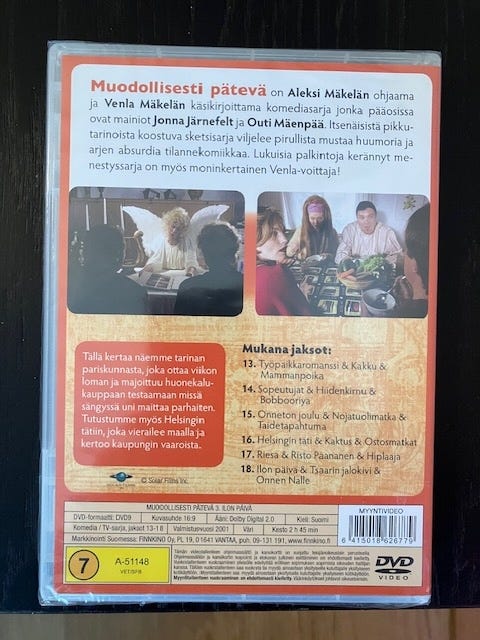 Muodollisesti pätevä on Aleksi Mäkelän ohjaama
ja Venla Mäkelän käsikirjoittama komediasarja jonka pääosissa
ovat mainiot Jonna Järnefelt ja Outi Mäenpää. Itsenäisistä pikku-
tarinoista koostuva sketsisarja viljelee pirullista mustaa huumoria ja
arjen absurdia tilannekomiikkaa. Lukuisia palkintoja kerännyt me-
nestyssarja on myös moninkertainen Venla-voittaja!
Tällä kertaa näemme tarinan
pariskunnasta, joka ottaa viikon
loman ja majoittuu huonekalu-
kauppaan testaamaan missä
sängyssä uni maittaa parhaiten.
Tutustumme myös Helsingin
tätiin, joka vierailee maalla ja
kertoo kaupungin vaaroista.
Mukana jaksot:
13. Työpaikkaromanssi & Kakku &
Mammanpoika
14. Sopeutujat & Hiidenkirnu &
Bobbooriya
15. Onneton joulu & Nojatuolimatka &
Taidetapahtuma
16. Helsingin täti & Kaktus & Ostosmatkat
17. Riesa & Risto Paananen & Hiplaaja
18. Ilon päivä & Tsaarin jalokivi &
Onnen Nalle
© Solar Films Inc.
MUODOLLISESTI PÄTEVÄ 3. ILON PÄIVÄ
DVD-formaatti: DVD9 Kuvasuhde 16:9 Ääni: Dolby Digital 2.0 Kieli: Suomi
Komedia / TV-sarja, jaksot 13-18 Valmistusvuosi 2001 Kesto 2 h 45 min
Markkinointi Suomessa: FINNKINO Oy, PL 19, 01641 VANTAA, puh. 09-131 191, www.finnkino.fi
MYYNTIVIDEO
6 415018 626779
7
A-51148
VET/SFB
DVD
VIDEO